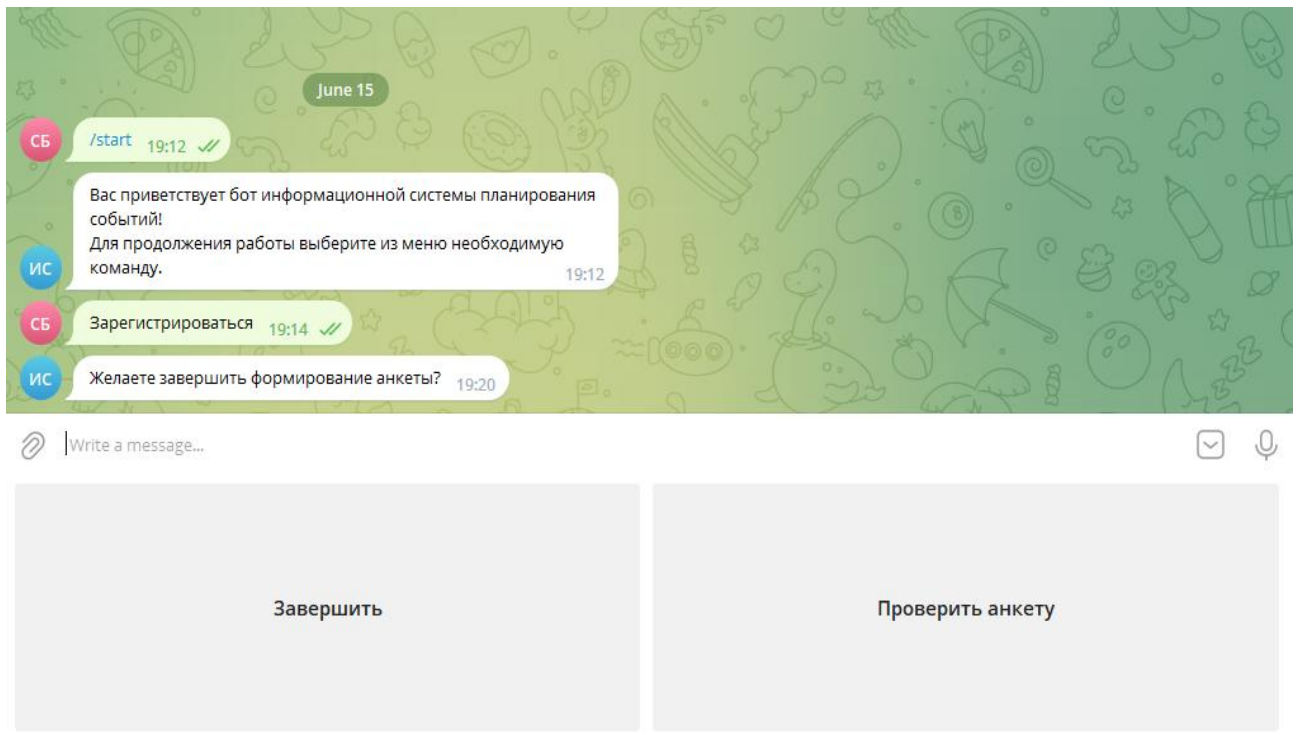 June 15
СБ
/start 19:12
Вас приветствует бот информационной системы планирования
событий!
Для продолжения работы выберите из меню необходимую
команду.
19:12
ИС
СБ
Зарегистрироваться 19:14
ИС
Желаете завершить формирование анкеты? 19:20
Write a message...
Завершить
Проверить анкету